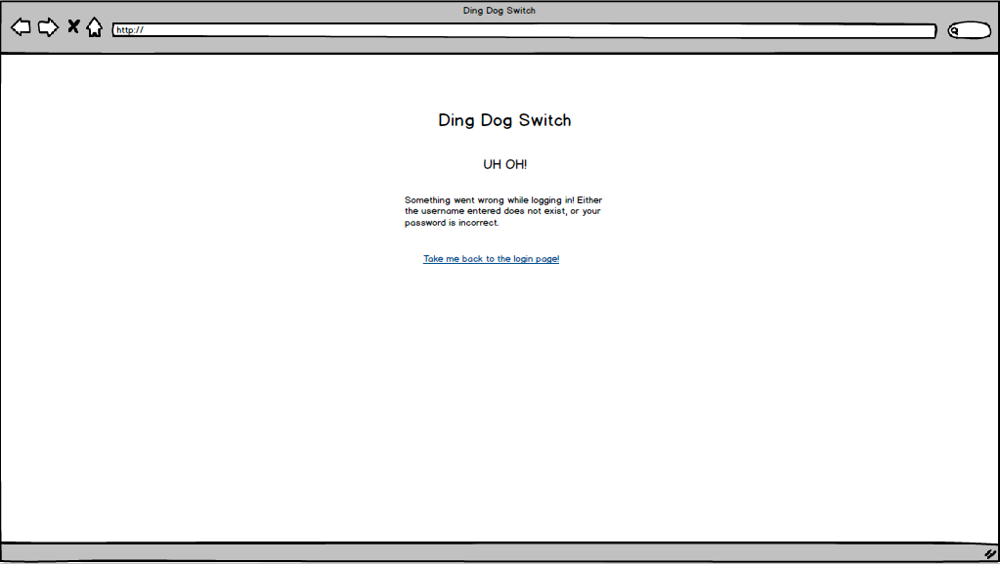 Ding Dog Switch
http://
Ding Dog Switch
UH OH!
Something went wrong while logging in! Either
the username entered does not exist, or your
password is incorrect.
Take me back to the login page!